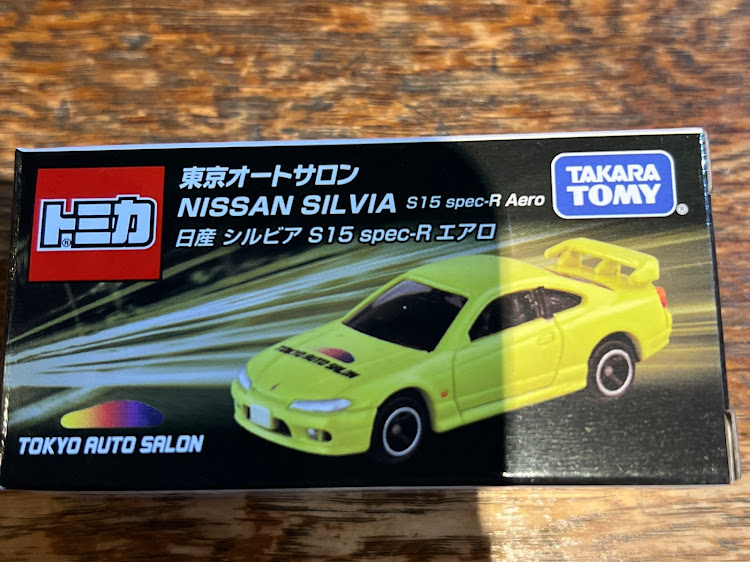 トミカ
®
東京オートサロン
NISSAN SILVIA S15 spec-R Aero
日産 シルビア S15 spec-R エアロ
TAKARA
TOMY
®
TOKYO AUTO SALON
TOKYO AUTO SALON